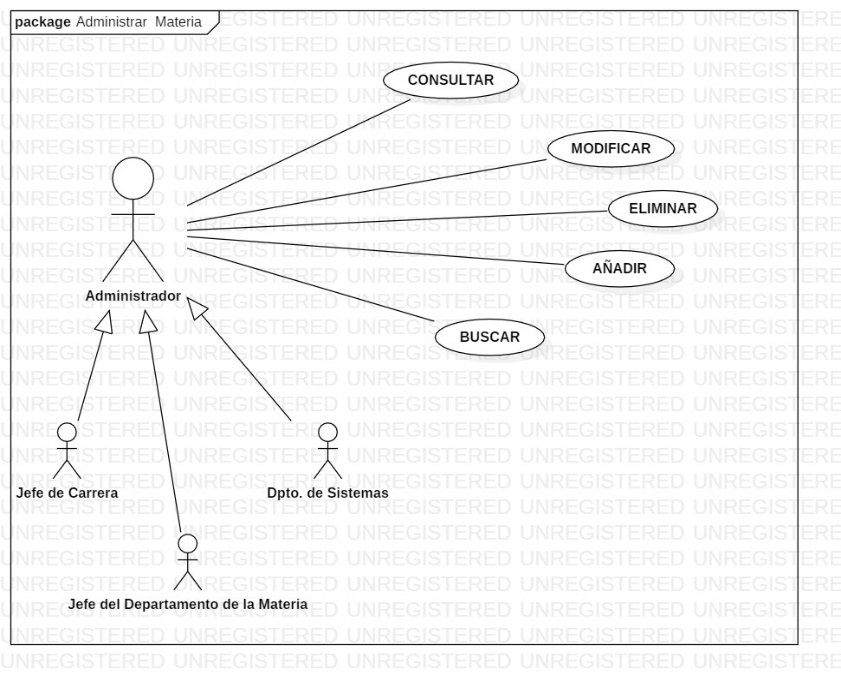 package Administrar Materia
CONSULTAR
MODIFICAR
ELIMINAR
AÑADIR
BUSCAR
Administrador
Jefe de Carrera
Dpto. de Sistemas
Jefe del Departamento de la Materia
UNREGISTERED